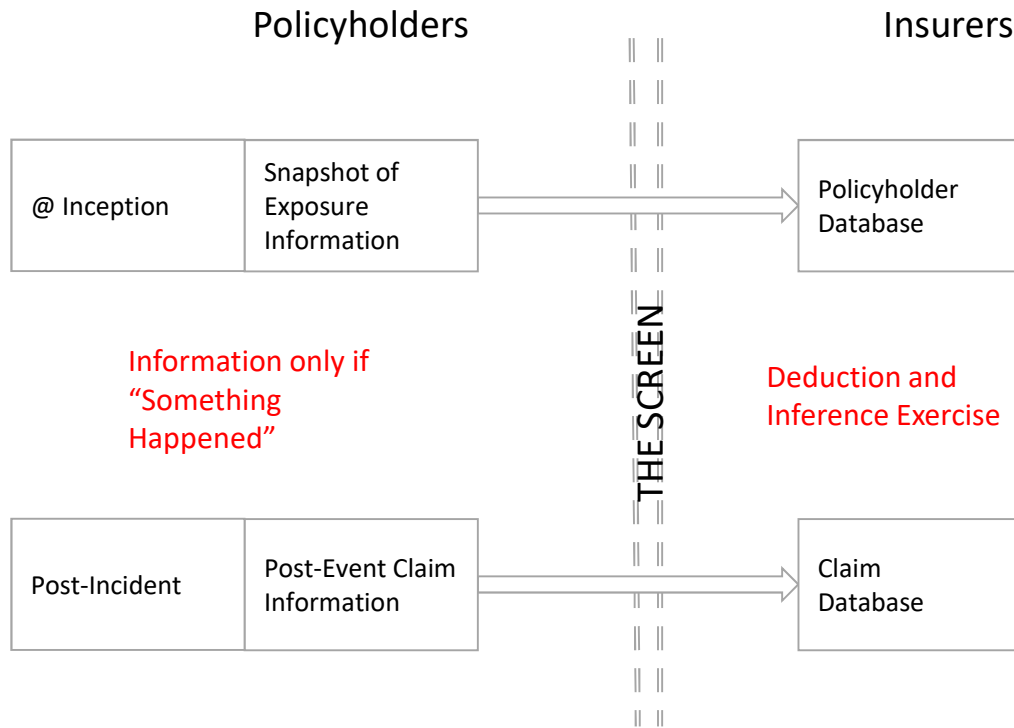 Policyholders
Insurers
@ Inception
Snapshot of
Exposure
Information
Policyholder
Database
Information only if
“Something
Happened”
THE SCREEN
Deduction and
Inference Exercise
Post-Incident
Post-Event Claim
Information
Claim
Database